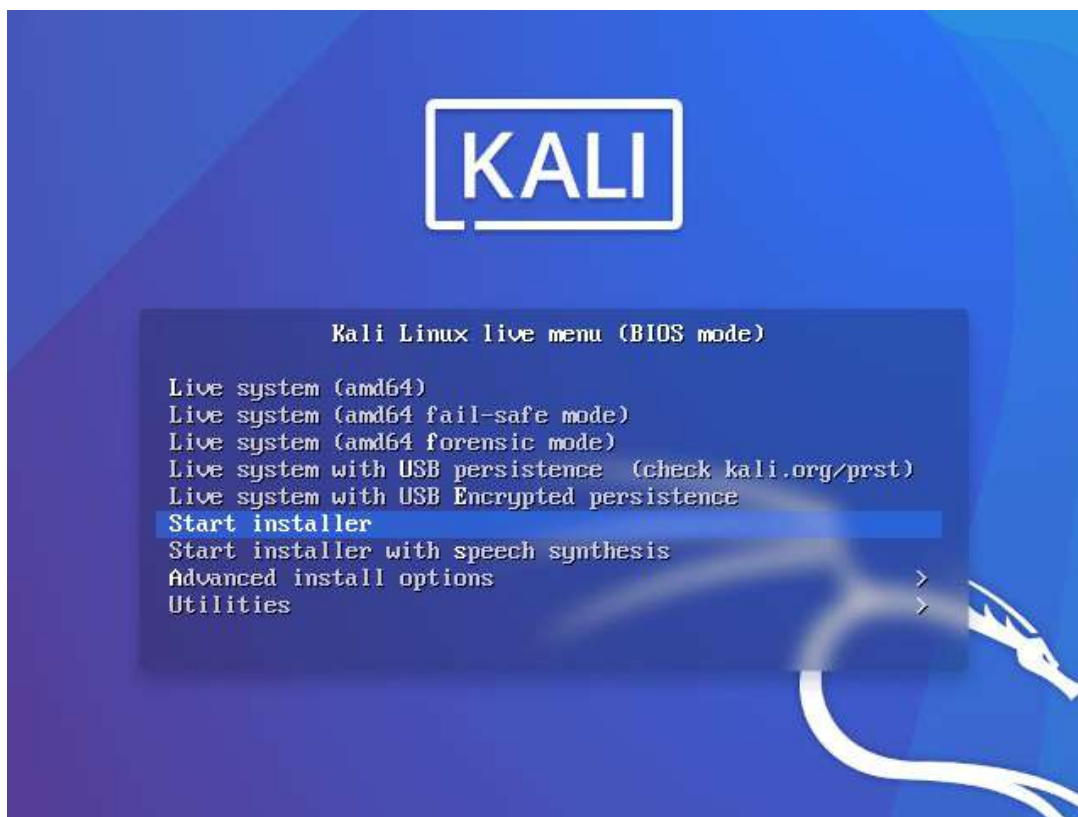 KALI
Kali Linux live menu (BIOS mode)
Live system (amd64)
Live system (amd64 fail-safe mode)
Live system (amd64 forensic mode)
Live system with USB persistence (check kali.org/prst)
Live system with USB Encrypted persistence
Start installer
Start installer with speech synthesis
Advanced install options >
Utilities >